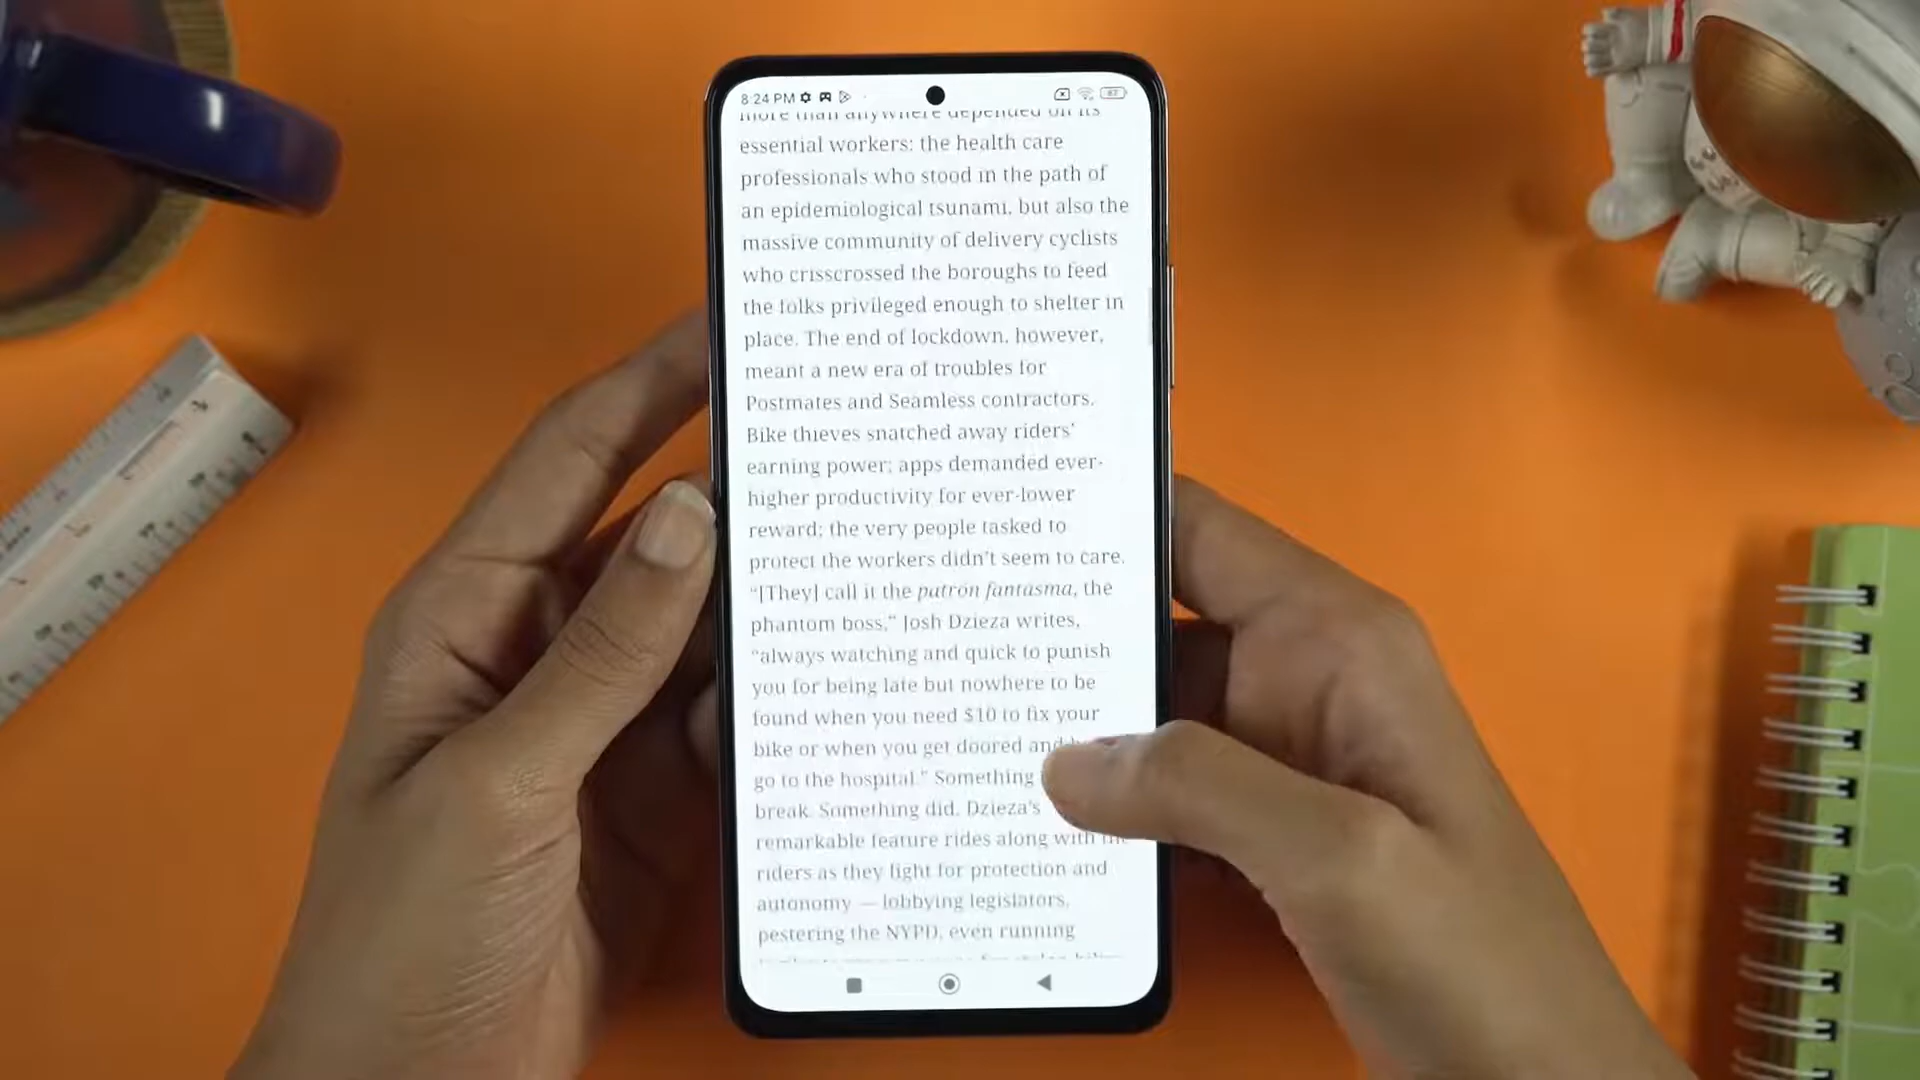 8:24 PM
67
more than anywhere depended on its
essential workers: the health care
professionals who stood in the path of
an epidemiological tsunami, but also the
massive community of delivery cyclists
who crisscrossed the boroughs to feed
the folks privileged enough to shelter in
place. The end of lockdown, however,
meant a new era of troubles for
Postmates and Seamless contractors.
Bike thieves snatched away riders’
earning power; apps demanded ever-
higher productivity for ever-lower
reward; the very people tasked to
protect the workers didn’t seem to care.
“[They] call it the patrón fantasma, the
phantom boss,” Josh Dzieza writes,
“always watching and quick to punish
you for being late but nowhere to be
found when you need $10 to fix your
bike or when you get doored and
go to the hospital.” Something
break. Something did. Dzieza’s
remarkable feature rides along with the
riders as they fight for protection and
autonomy — lobbying legislators,
pestering the NYPD, even running